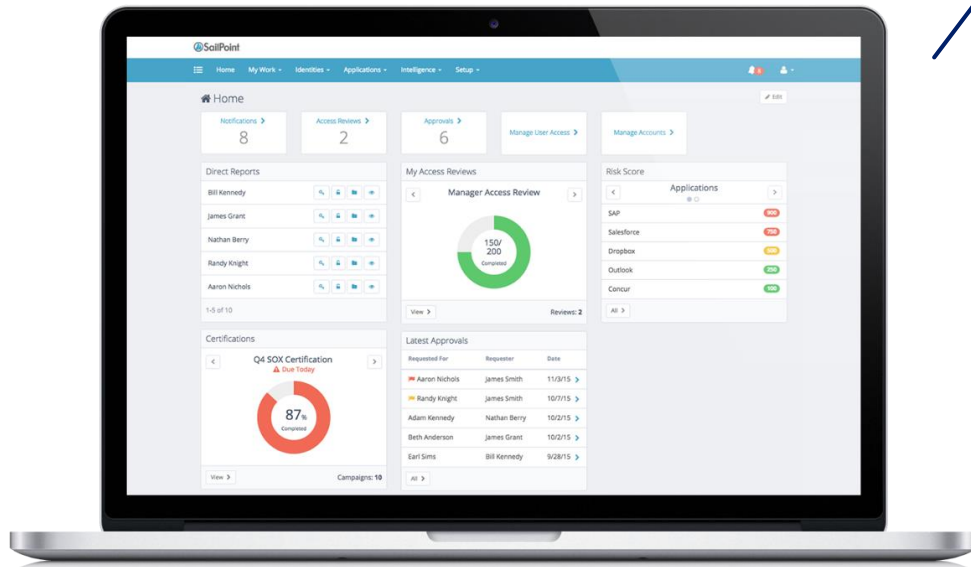 SailPoint
Home My Work Identities Applications Intelligence Setup
Home
Edit
Notifications
8
Access Reviews
2
Approvals
6
Manage User Access
Manage Accounts
Direct Reports
Bill Kennedy
James Grant
Nathan Berry
Randy Knight
Aaron Nichols
1-5 of 10
My Access Reviews
Manager Access Review
150/
200
Completed
View
Reviews: 2
Risk Score
Applications
SAP 900
Salesforce 750
Dropbox
Outlook 250
Concur 100
All
Certifications
Q4 SOX Certification
Due Today
87%
Completed
View
Campaigns: 10
Latest Approvals
Requested For Requester Date
Aaron Nichols James Smith 11/3/15
Randy Knight James Smith 10/7/15
Adam Kennedy Nathan Berry 10/2/15
Beth Anderson James Grant 10/2/15
Earl Sims Bill Kennedy 9/28/15
All